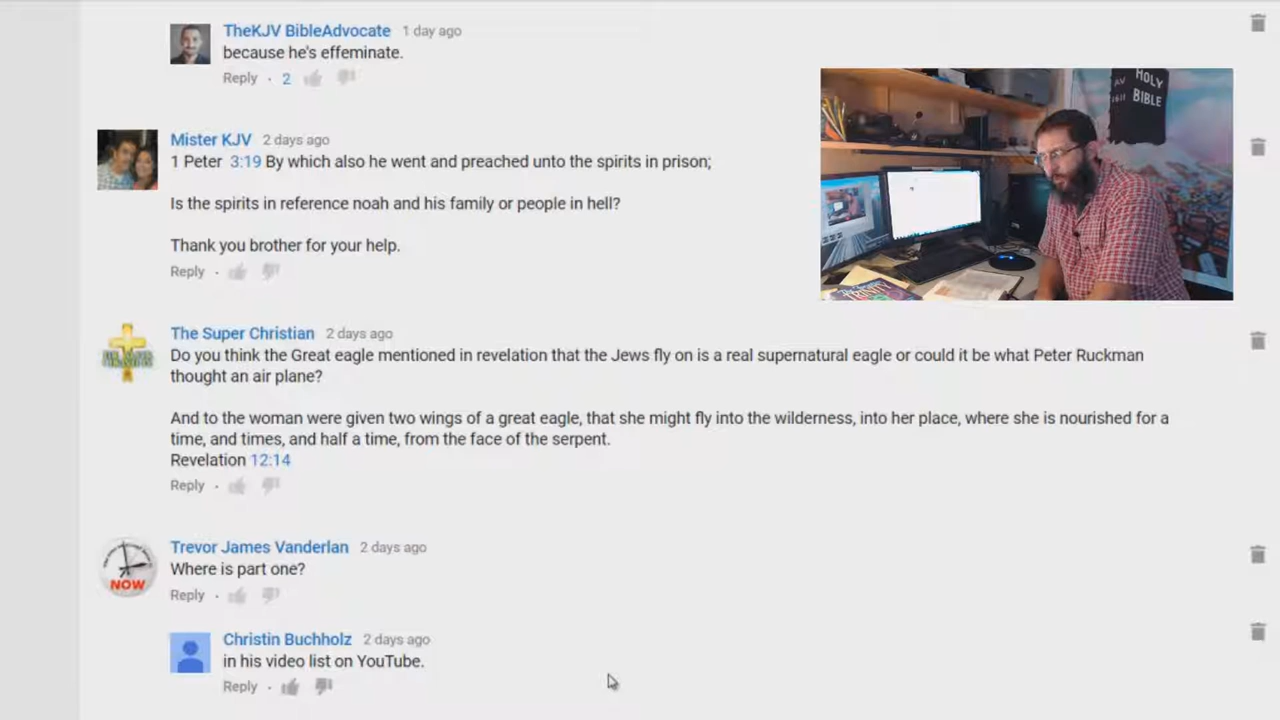 TheKJV BibleAdvocate 1 day ago
because he's effeminate.
Reply · 2
Mister KJV 2 days ago
1 Peter 3:19 By which also he went and preached unto the spirits in prison;
Is the spirits in reference noah and his family or people in hell?
Thank you brother for your help.
Reply ·
The Super Christian 2 days ago
Do you think the Great eagle mentioned in revelation that the Jews fly on is a real supernatural eagle or could it be what Peter Ruckman
thought an air plane?
And to the woman were given two wings of a great eagle, that she might fly into the wilderness, into her place, where she is nourished for a
time, and times, and half a time, from the face of the serpent.
Revelation 12:14
Reply ·
Trevor James Vanderlan 2 days ago
Where is part one?
Reply ·
NOW
Christin Buchholz 2 days ago
in his video list on YouTube.
Reply ·
AV
1611
HOLY
BIBLE
TRINITY